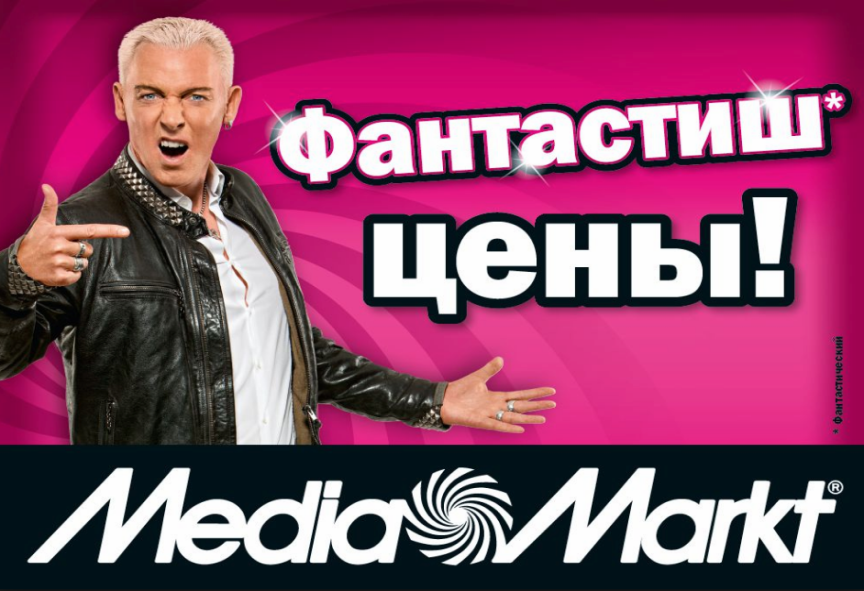 Фантастиш*
цены!
* Фантастический
MediaMarkt®